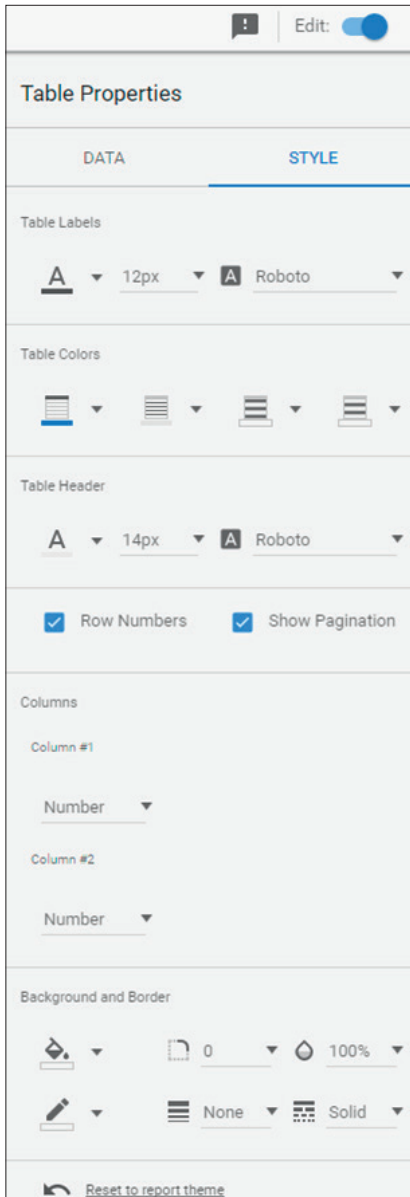 Edit:
Table Properties
DATA STYLE
Table Labels
A 12px A Roboto
Table Colors
Table Header
A 14px A Roboto
Row Numbers Show Pagination
Columns
Column #1
Number
Column #2
Number
Background and Border
0 100%
None Solid
Reset to report theme